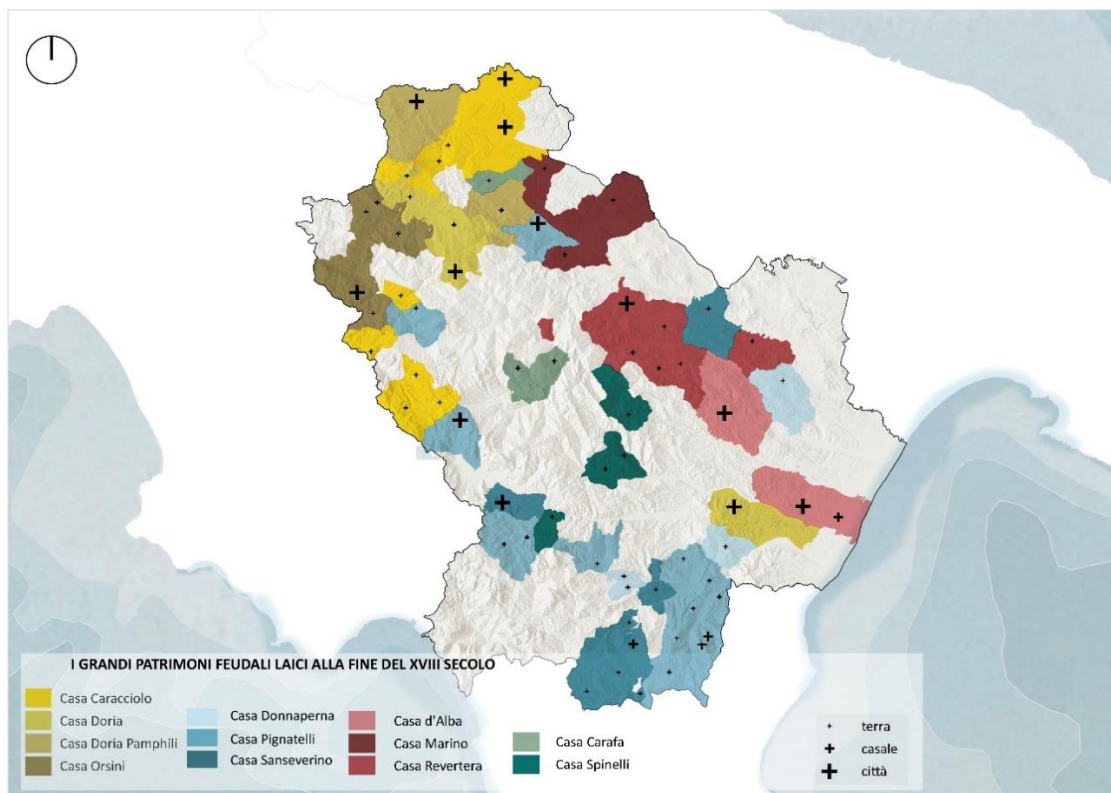 I GRANDI PATRIMONI FEUDALI LAICI ALLA FINE DEL XVIII SECOLO
Casa Caracciolo
Casa Doria
Casa Doria Pamphili
Casa Orsini
Casa Donnaperna
Casa Pignatelli
Casa Sanseverino
Casa d'Alba
Casa Marino
Casa Revertera
Casa Carafa
Casa Spinelli
terra
casale
città